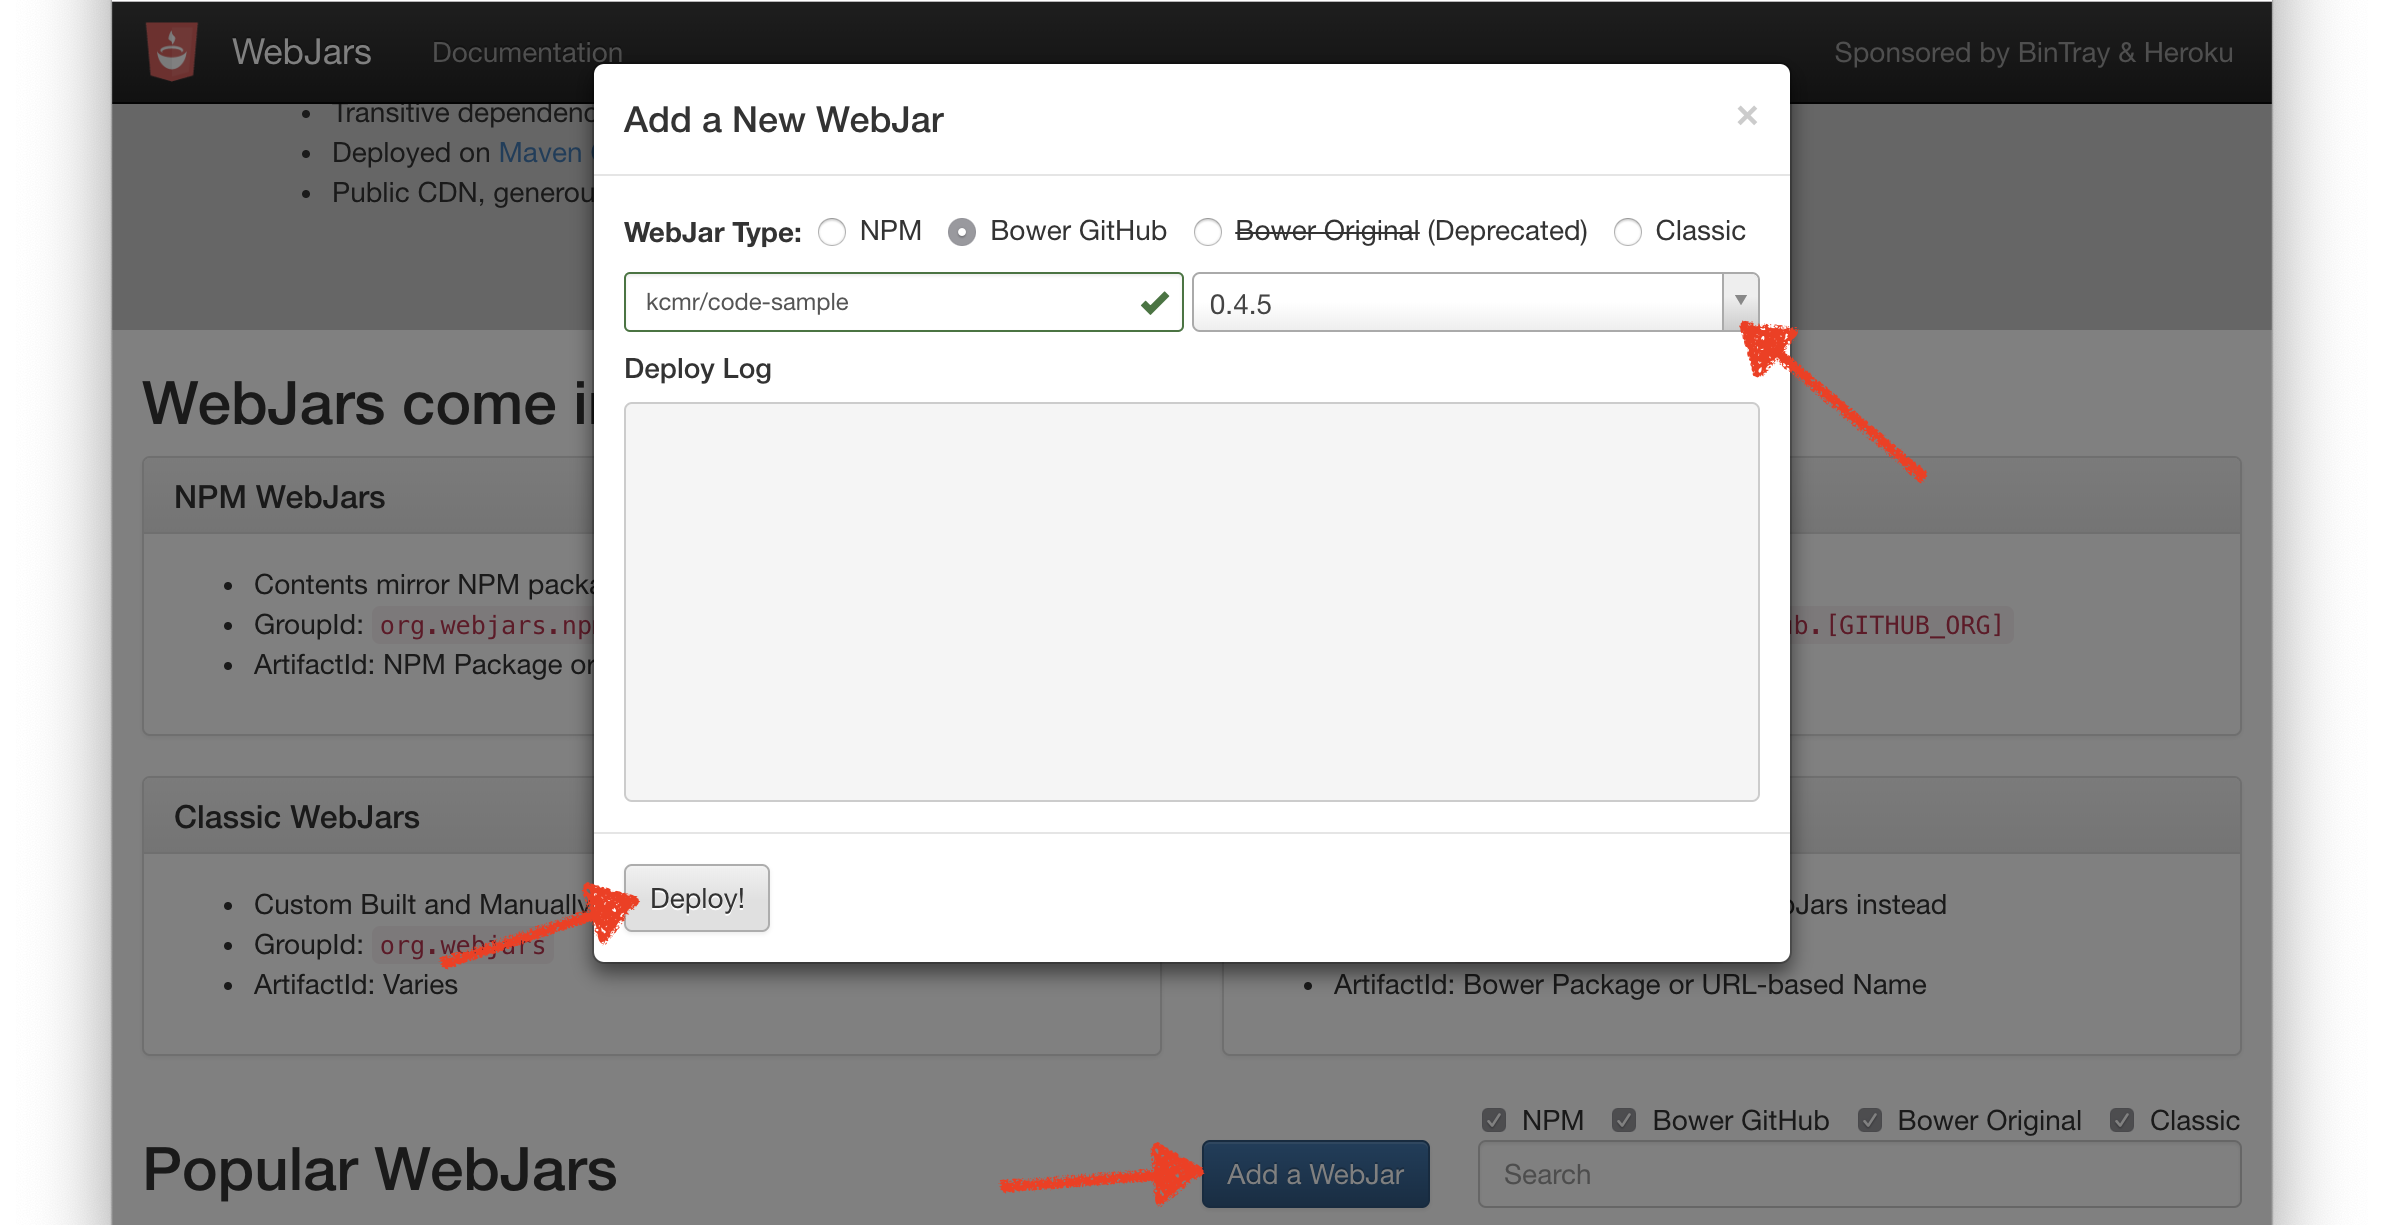 WebJars Documentation Sponsored by BinTray & Heroku
Transitive dependenc
Deployed on Maven
Public CDN, generou
Add a New WebJar
×
WebJar Type: NPM Bower GitHub Bower Original (Deprecated) Classic
kcmr/code-sample 0.4.5
Deploy Log
WebJars come i
NPM WebJars
Contents mirror NPM packa
GroupId: org.webjars.np
b.[GITHUB_ORG]
ArtifactId: NPM Package or
Classic WebJars
Custom Built and Manually
GroupId: org.webjars
ArtifactId: Varies
Deploy!
Jars instead
ArtifactId: Bower Package or URL-based Name
NPM Bower GitHub Bower Original Classic
Popular WebJars
Add a WebJar
Search